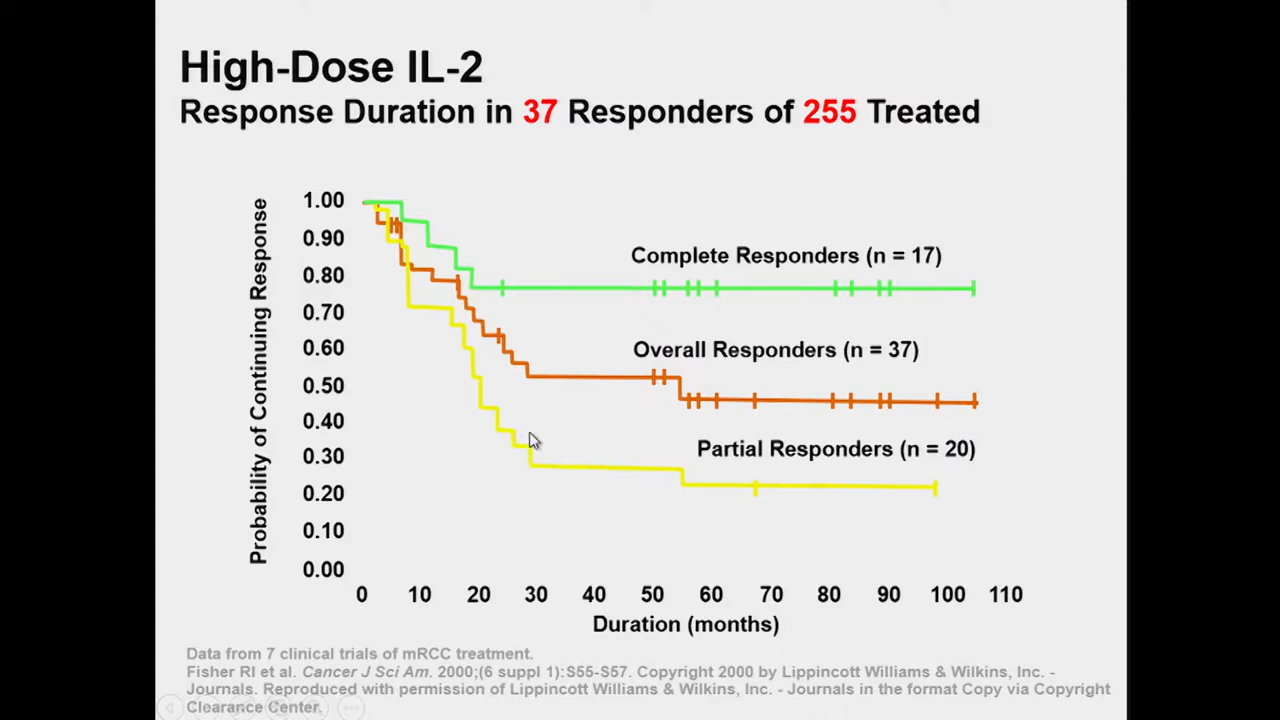 High-Dose IL-2
Response Duration in 37 Responders of 255 Treated
Probability of Continuing Response
1.00
0.90
0.80
0.70
0.60
0.50
0.40
0.30
0.20
0.10
0.00
Complete Responders (n = 17)
Overall Responders (n = 37)
Partial Responders (n = 20)
0 10 20 30 40 50 60 70 80 90 100 110
Duration (months)
Data from 7 clinical trials of mRCC treatment.
Fisher RI et al. Cancer J Sci Am. 2000;(6 suppl 1):S55-S57. Copyright 2000 by Lippincott Williams & Wilkins, Inc. -
Journals. Reproduced with permission of Lippincott Williams & Wilkins, Inc. - Journals in the format Copy via Copyright
Clearance Center.